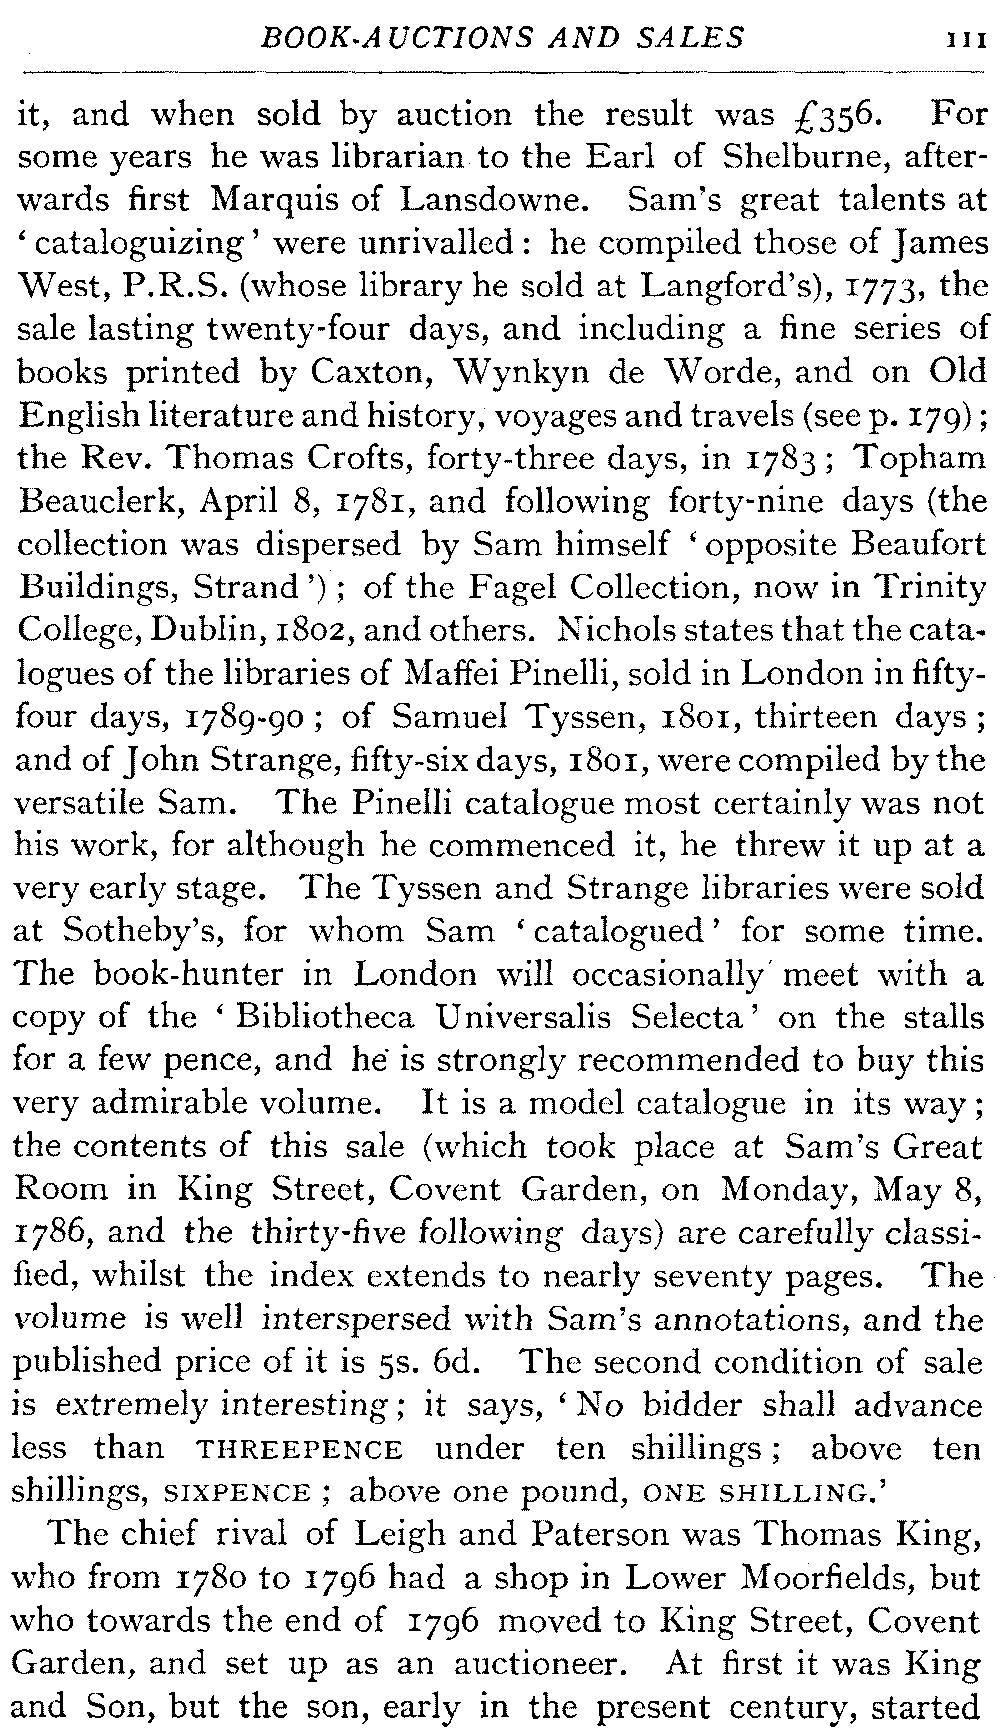 BOOK-AUCTIONS AND SALES 111
it, and when sold by auction the result was £356. For
some years he was librarian to the Earl of Shelburne, after-
wards first Marquis of Lansdowne. Sam's great talents at
‘cataloguizing’ were unrivalled: he compiled those of James
West, P.R.S. (whose library he sold at Langford's), 1773, the
sale lasting twenty-four days, and including a fine series of
books printed by Caxton, Wynkyn de Worde, and on Old
English literature and history, voyages and travels (see p. 179);
the Rev. Thomas Crofts, forty-three days, in 1783; Topham
Beauclerk, April 8, 1781, and following forty-nine days (the
collection was dispersed by Sam himself ‘opposite Beaufort
Buildings, Strand’); of the Fagel Collection, now in Trinity
College, Dublin, 1802, and others. Nichols states that the cata-
logues of the libraries of Maffei Pinelli, sold in London in fifty-
four days, 1789-90; of Samuel Tyssen, 1801, thirteen days;
and of John Strange, fifty-six days, 1801, were compiled by the
versatile Sam. The Pinelli catalogue most certainly was not
his work, for although he commenced it, he threw it up at a
very early stage. The Tyssen and Strange libraries were sold
at Sotheby's, for whom Sam ‘catalogued’ for some time.
The book-hunter in London will occasionally meet with a
copy of the ‘Bibliotheca Universalis Selecta’ on the stalls
for a few pence, and he is strongly recommended to buy this
very admirable volume. It is a model catalogue in its way;
the contents of this sale (which took place at Sam's Great
Room in King Street, Covent Garden, on Monday, May 8,
1786, and the thirty-five following days) are carefully classi-
fied, whilst the index extends to nearly seventy pages. The
volume is well interspersed with Sam's annotations, and the
published price of it is 5s. 6d. The second condition of sale
is extremely interesting; it says, ‘No bidder shall advance
less than THREEPENCE under ten shillings; above ten
shillings, SIXPENCE; above one pound, ONE SHILLING.’
The chief rival of Leigh and Paterson was Thomas King,
who from 1780 to 1796 had a shop in Lower Moorfields, but
who towards the end of 1796 moved to King Street, Covent
Garden, and set up as an auctioneer. At first it was King
and Son, but the son, early in the present century, started